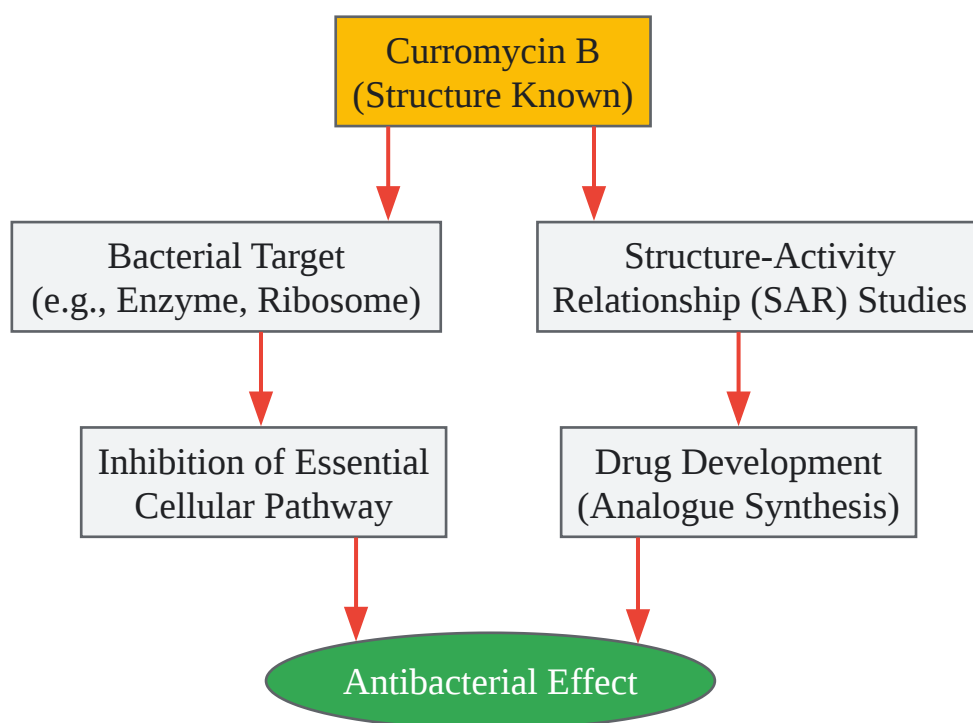 Curromycin B
(Structure Known)
Bacterial Target
(e.g., Enzyme, Ribosome)
Structure-Activity
Relationship (SAR) Studies
Inhibition of Essential
Cellular Pathway
Drug Development
(Analogue Synthesis)
Antibacterial Effect